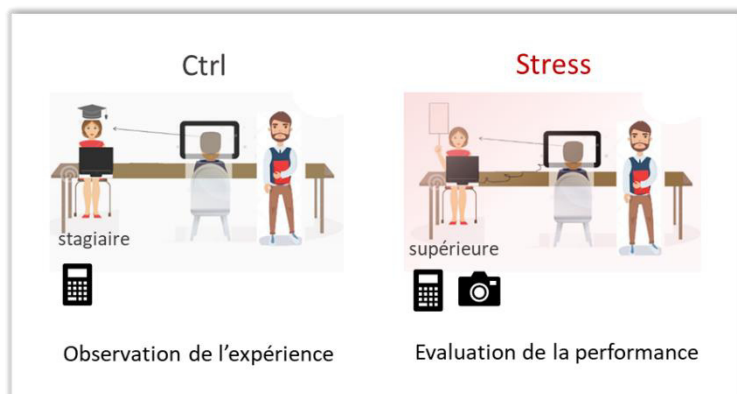 Ctrl
Stress
stagiaire
supérieure
Observation de l'expérience
Evaluation de la performance